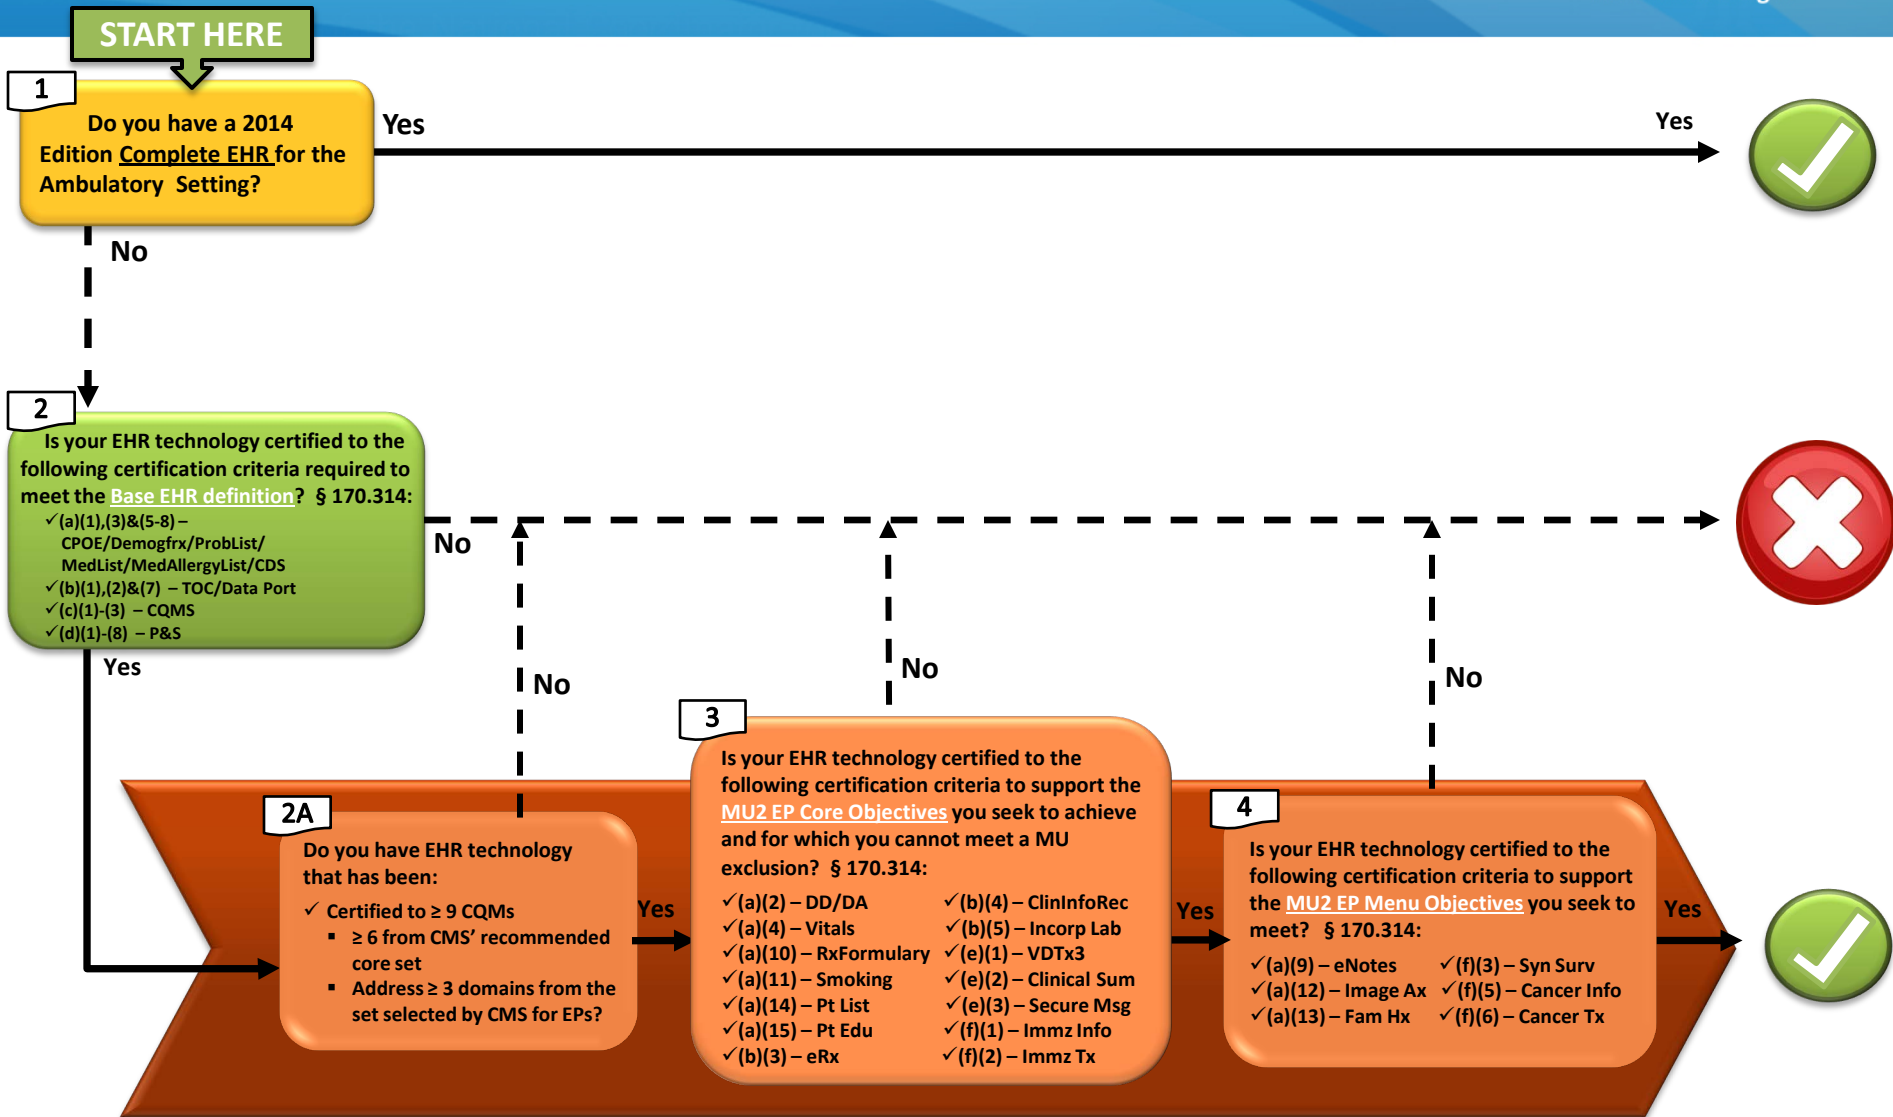 START HERE
1
Do you have a 2014
Edition Complete EHR for the
Ambulatory Setting?
Yes
Yes
No
2
Is your EHR technology certified to the
following certification criteria required to
meet the Base EHR definition? § 170.314:
✓(a)(1),(3)&(5-8) –
CPOE/Demogfrx/ProbList/
MedList/MedAllergyList/CDS
✓(b)(1),(2)&(7) – TOC/Data Port
✓(c)(1)-(3) – CQMS
✓(d)(1)-(8) – P&S
No
Yes
No
No
No
2A
Do you have EHR technology
that has been:
✓ Certified to ≥ 9 CQMs
▪ ≥ 6 from CMS' recommended
core set
▪ Address ≥ 3 domains from the
set selected by CMS for EPs?
Yes
3
Is your EHR technology certified to the
following certification criteria to support the
MU2 EP Core Objectives you seek to achieve
and for which you cannot meet a MU
exclusion? § 170.314:
✓(a)(2) – DD/DA
✓(a)(4) – Vitals
✓(a)(10) – RxFormulary
✓(a)(11) – Smoking
✓(a)(14) – Pt List
✓(a)(15) – Pt Edu
✓(b)(3) – eRx
✓(b)(4) – ClinInfoRec
✓(b)(5) – Incorp Lab
✓(e)(1) – VDTx3
✓(e)(2) – Clinical Sum
✓(e)(3) – Secure Msg
✓(f)(1) – Immz Info
✓(f)(2) – Immz Tx
Yes
4
Is your EHR technology certified to the
following certification criteria to support
the MU2 EP Menu Objectives you seek to
meet? § 170.314:
✓(a)(9) – eNotes
✓(a)(12) – Image Ax
✓(a)(13) – Fam Hx
✓(f)(3) – Syn Surv
✓(f)(5) – Cancer Info
✓(f)(6) – Cancer Tx
Yes